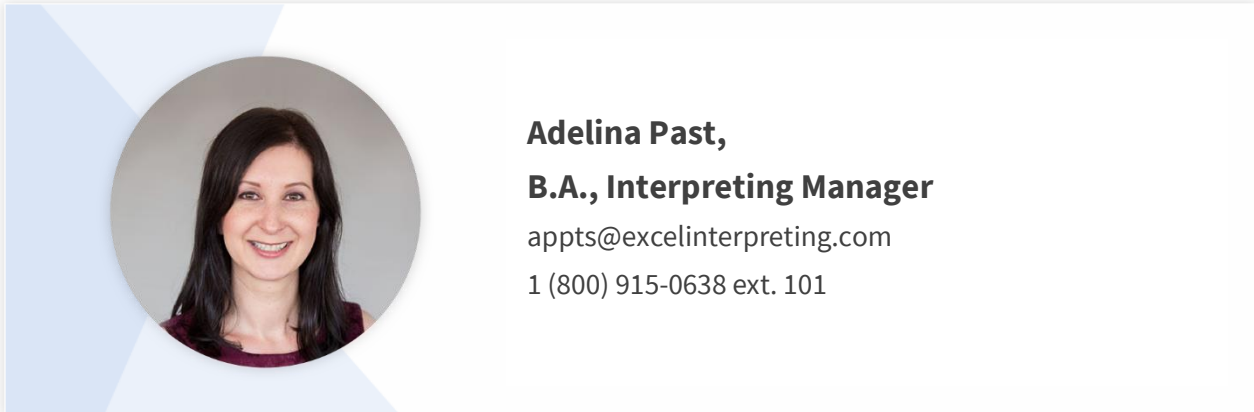 Adelina Past,
B.A., Interpreting Manager
appts@excelinterpreting.com
1 (800) 915-0638 ext. 101